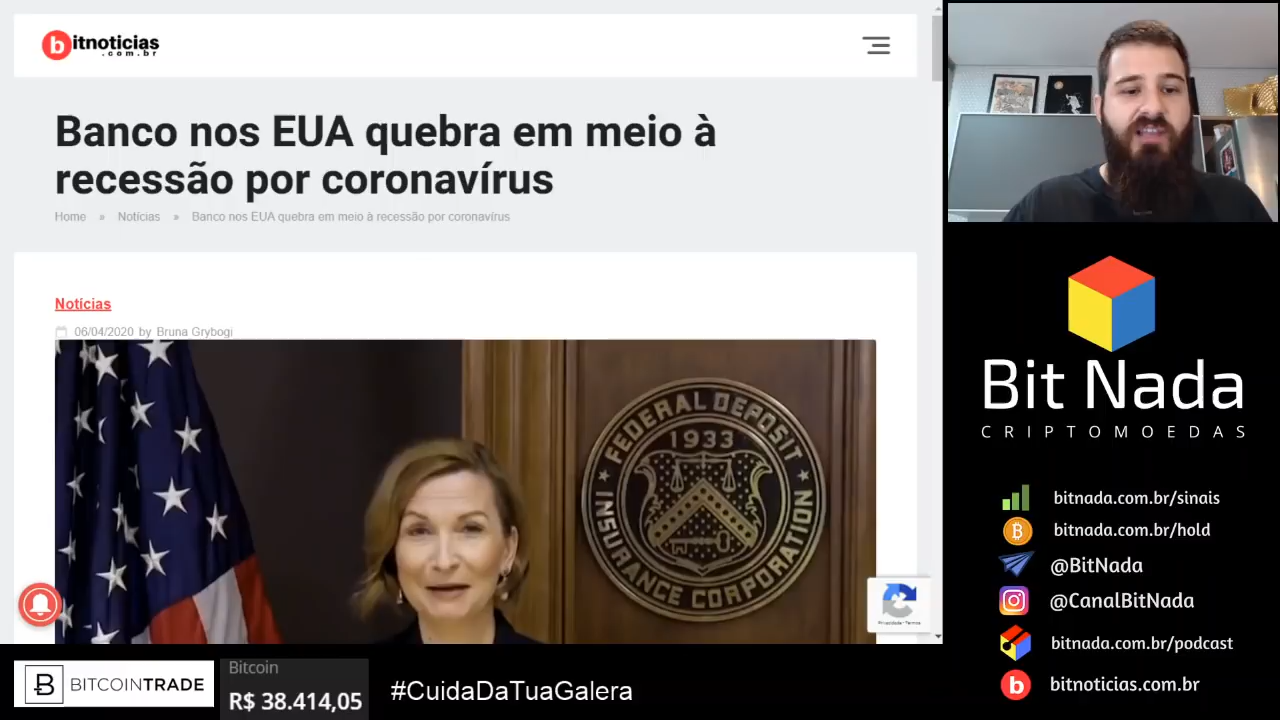 bitnoticias
.com.br
Banco nos EUA quebra em meio à
recessão por coronavírus
Home » Notícias » Banco nos EUA quebra em meio à recessão por coronavírus
Notícias
06/04/2020 by Bruna Grybogi
FEDERAL DEPOSIT
INSURANCE CORPORATION
1933
Privacidade - Termos
Bit Nada
CRIPTOMOEDAS
bitnada.com.br/sinais
bitnada.com.br/hold
@BitNada
@CanalBitNada
bitnada.com.br/podcast
bitnoticias.com.br
BITCOINTRADE
Bitcoin
R$ 38.414,05
#CuidaDaTuaGalera